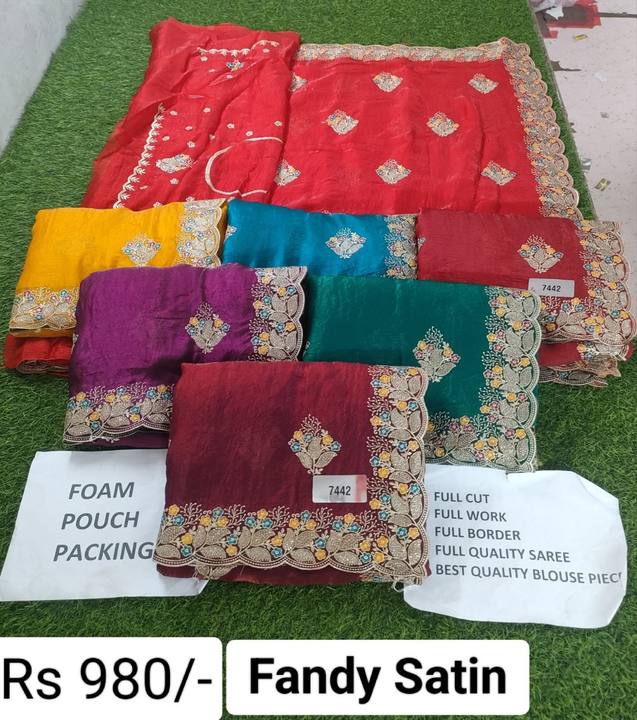 7442
7442
FOAM
POUCH
PACKING
FULL CUT
FULL WORK
FULL BORDER
FULL QUALITY SAREE
BEST QUALITY BLOUSE PIEC
Rs 980/-
Fandy Satin